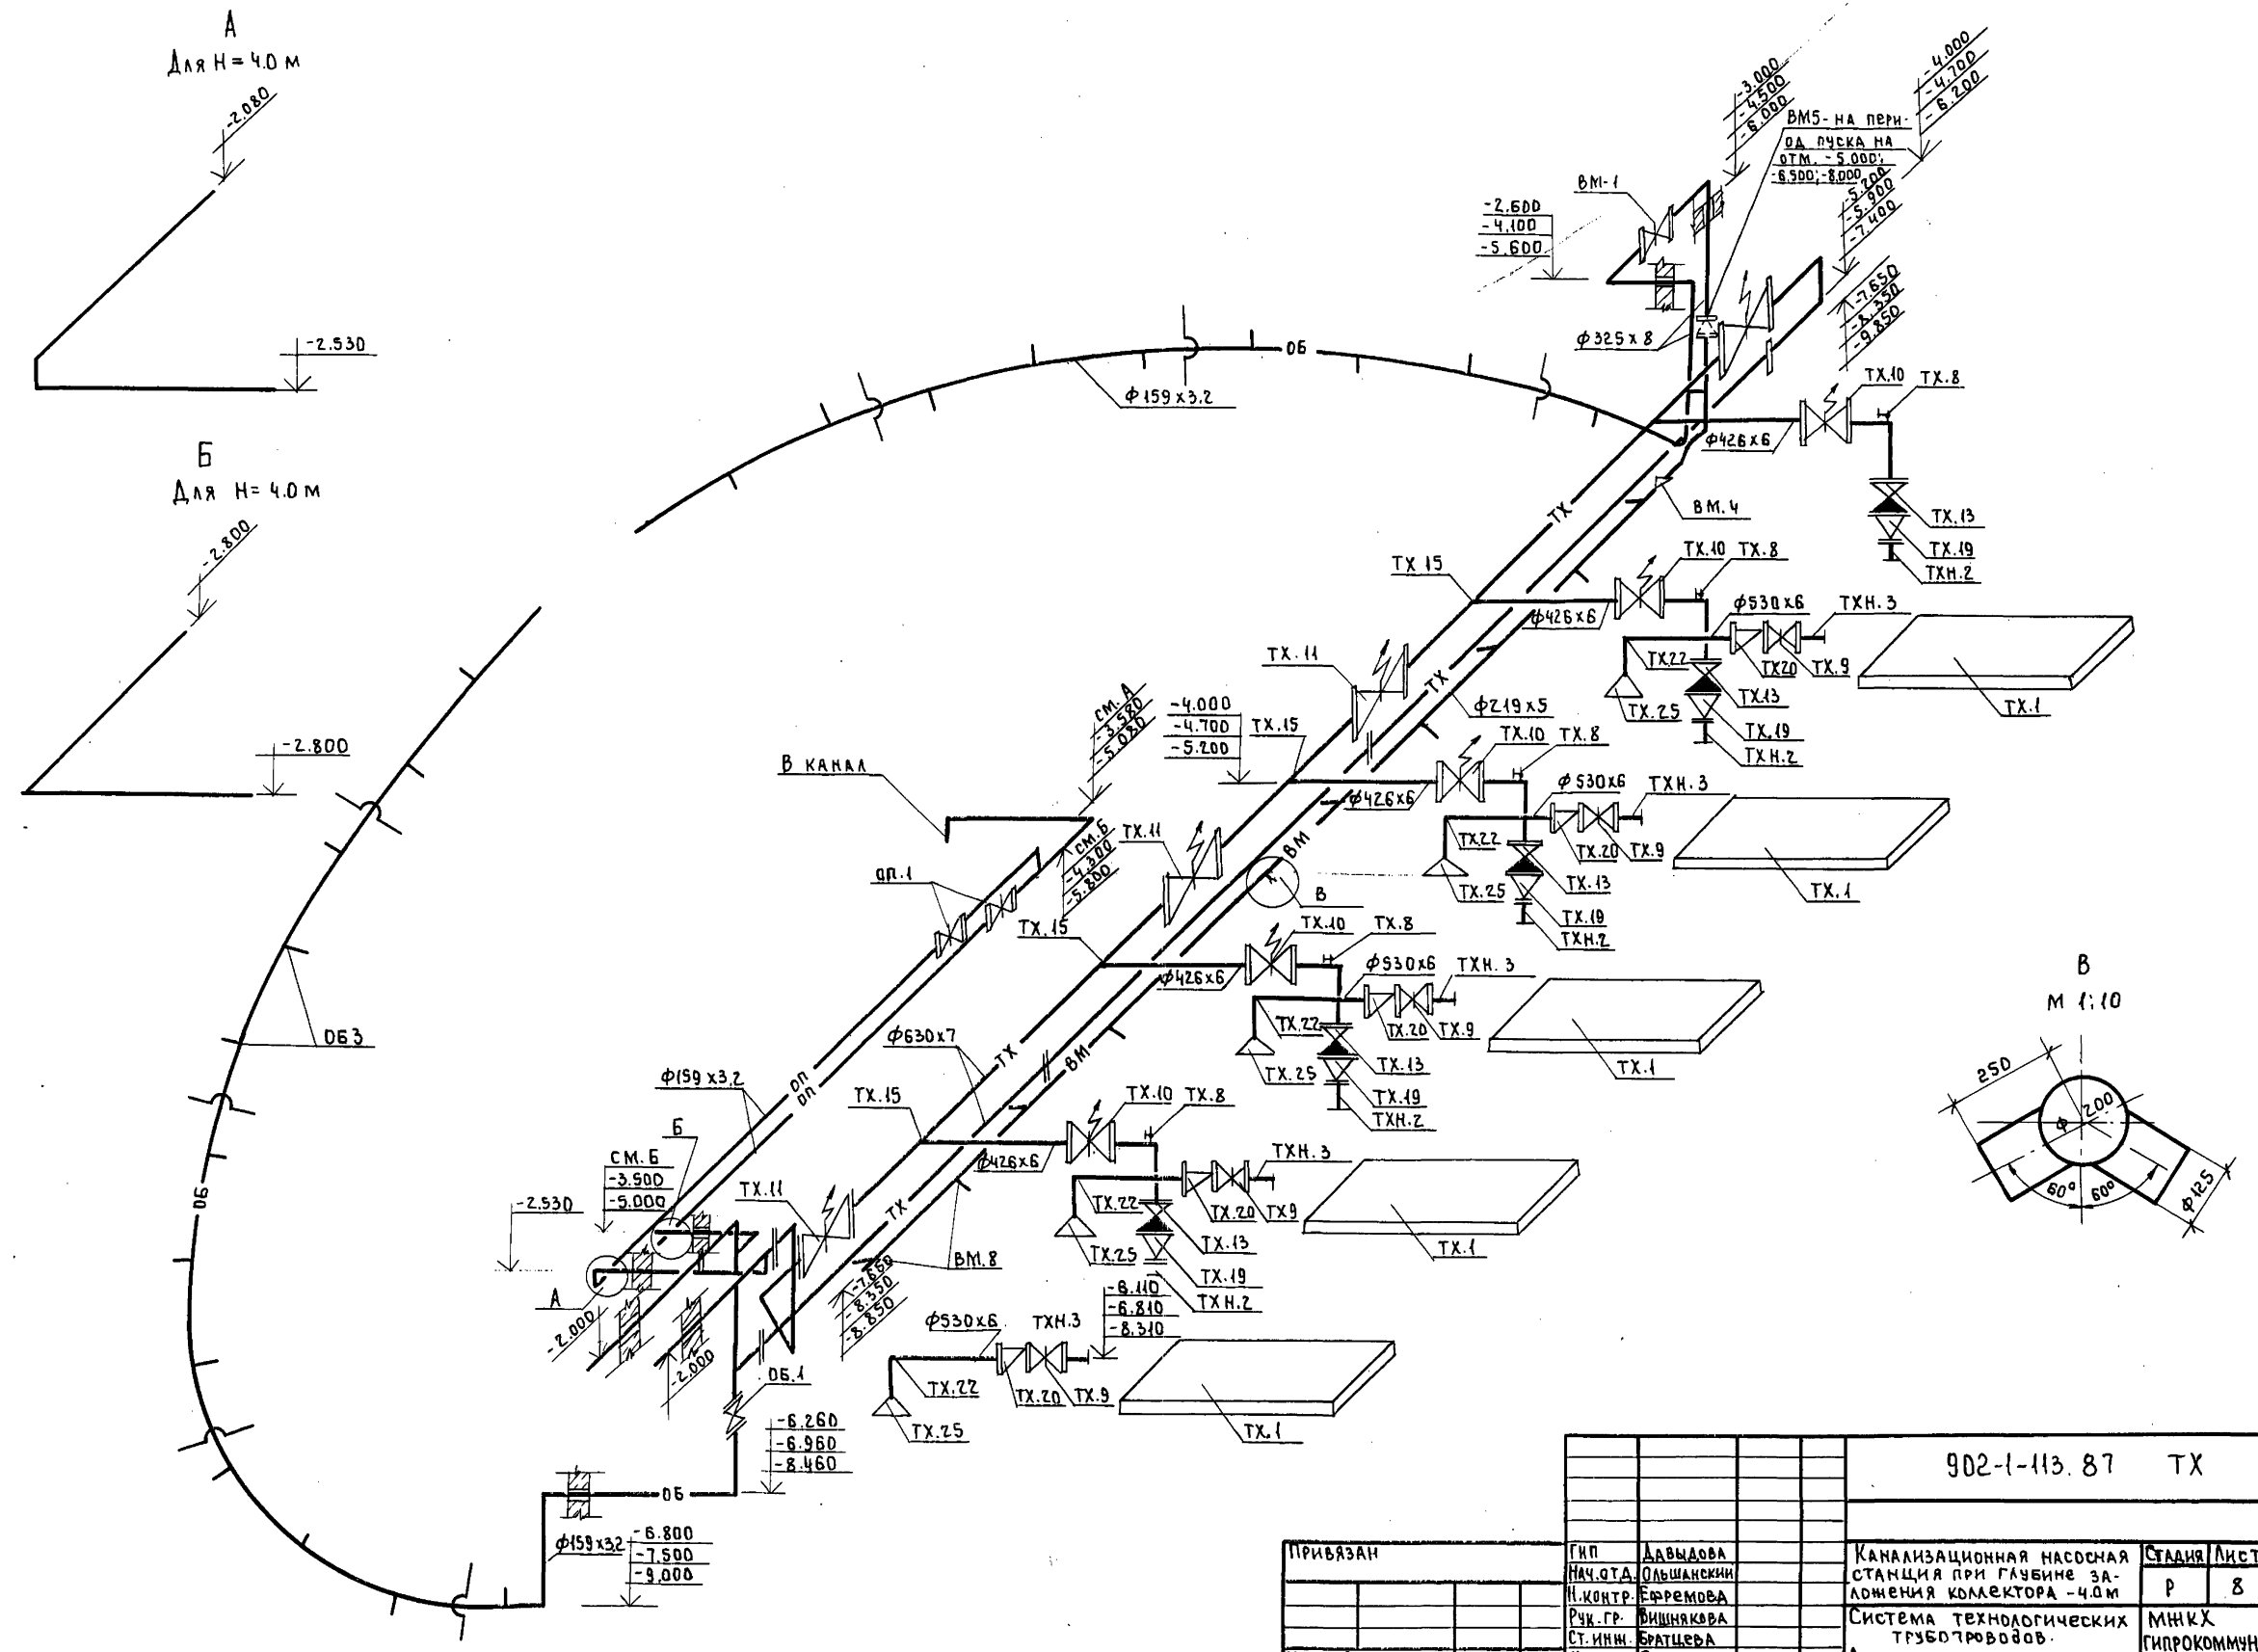 А
Для Н = 4.0 м
-2.080
-2.530
Б
Для Н = 4.0 м
-2.800
-2.800
ОБ
ф159х3.2
ОБ3
ОБ
-3.000
-4.500
-6.000
-4.000
-4.700
-6.200
ВМ5- НА ПЕРИ-
ОД ПУСКА НА
ОТМ. -5.000;
-6.500; -8.000
-5.200
-5.900
-7.400
ВМ-1
-2.600
-4.100
-5.600
-7.650
-8.350
-9.850
ф325х8
ТХ.10
ТХ.8
ф426х6
ТХ
ВМ.4
ТХ.13
ТХ.19
ТХН.2
ТХ 15
ТХ.10
ТХ.8
ф426х6
ф530х6
ТХН.3
ТХ22
ТХ20
ТХ.9
ТХ.13
ТХ.25
ТХ.19
ТХН.2
ТХ.1
ТХ.11
ТХ
ф219х5
СМ. А
-3.580
-5.080
-4.000
-4.700
-5.200
ТХ.15
ТХ.10
ТХ.8
ф426х6
ф530х6
ТХН.3
ТХ22
ТХ.20
ТХ.9
ТХ.13
ТХ.25
ТХ.19
ТХН.2
ТХ.1
В КАНАЛ
СМ.Б
-4.300
-5.800
ТХ.11
ВМ
В
ОП.1
ТХ.15
ТХ.10
ТХ.8
ф426х6
ф530х6
ТХН.3
ТХ.22
ТХ.20
ТХ.9
ТХ.13
ТХ.25
ТХ.19
ТХН.2
ТХ.1
В
М 1:10
250
ф 200
60°
60°
ф125
ф630х7
ТХ
ВМ
ф159х3,2
ОП
ОП
ТХ.15
ТХ.10
ТХ.8
ф426х6
ТХН.3
ТХ.22
ТХ.20
ТХ9
ТХ.13
ТХ.25
ТХ.19
ТХН.2
ТХ.1
Б
СМ.Б
-3.500
-5.000
-2.530
ТХ.11
ТХ
ВМ.8
А
-2.000
-2.000
-7.660
-8.350
-8.850
ф530х6
ТХН.3
-6.110
-6.810
-8.310
ТХ.22
ТХ.20
ТХ.9
ТХ.25
ТХ.1
ОБ.1
-6.260
-6.960
-8.460
ОБ
ф159х3.2
-6.800
-7.500
-9.000
902-1-113.87 ТХ
ПРИВЯЗАН
ГИП ДАВЫДОВА
НАЧ.ОТД. ОЛЬШАНСКИЙ
Н.КОНТР. ЕФРЕМОВА
РУК.ГР. ВИШНЯКОВА
СТ.ИНЖ. БРАТЦЕВА
КАНАЛИЗАЦИОННАЯ НАСОСНАЯ
СТАНЦИЯ ПРИ ГЛУБИНЕ ЗА-
ЛОЖЕНИЯ КОЛЛЕКТОРА -4.0м
СТАДИЯ ЛИСТ
Р 8
СИСТЕМА ТЕХНОЛОГИЧЕСКИХ
ТРУБОПРОВОДОВ.
МЖКХ
ГИПРОКОММУН